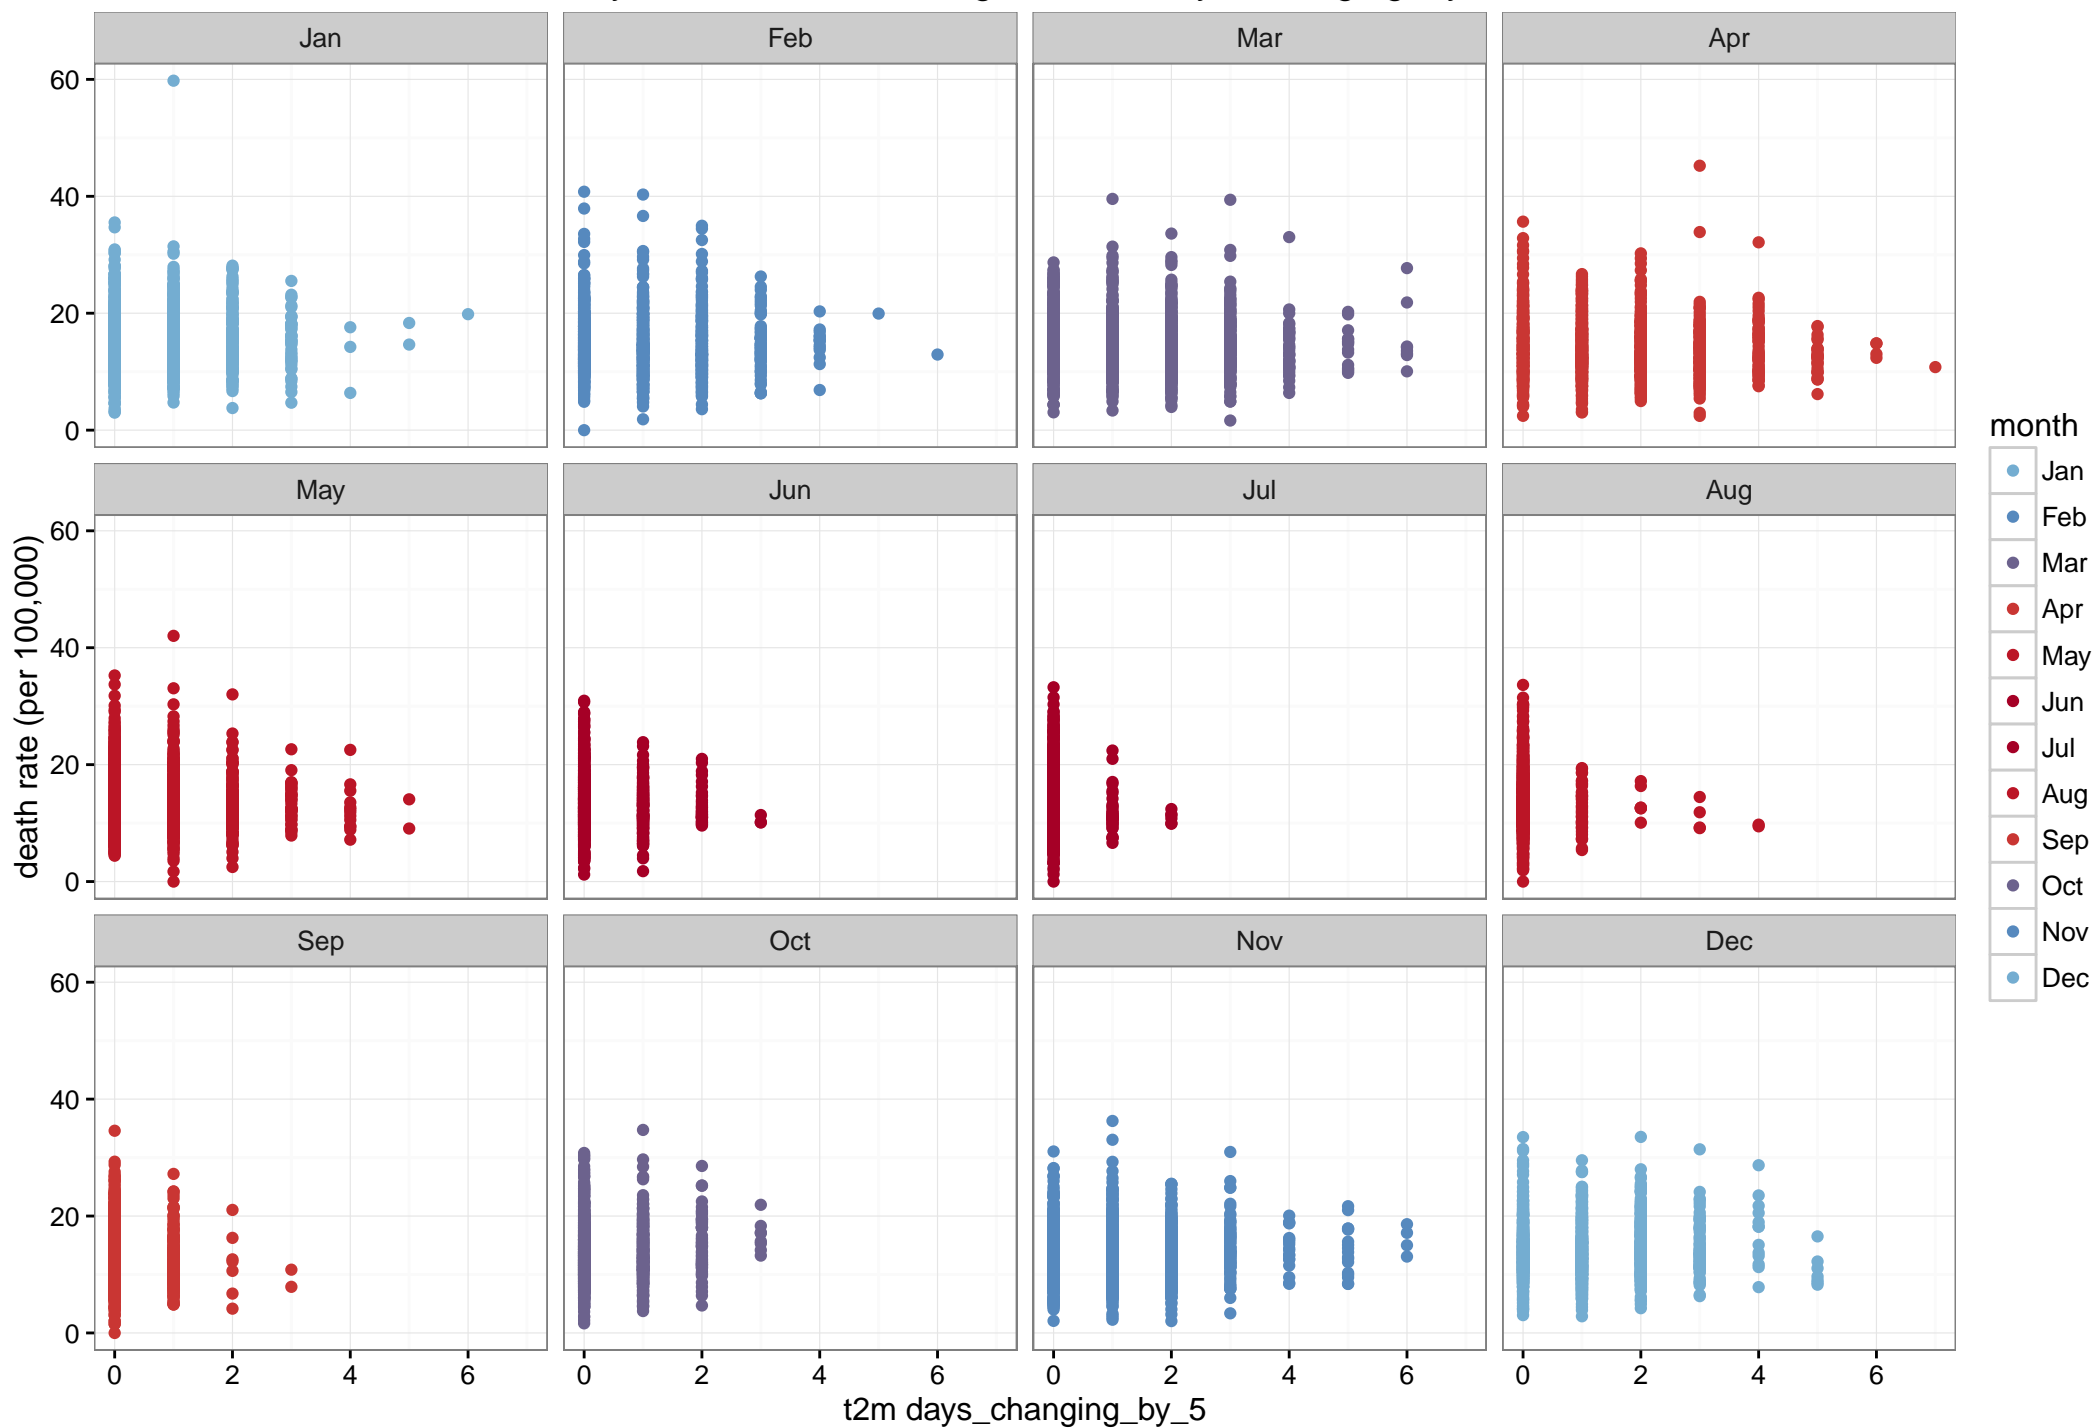 Jan Feb Mar Apr
60
40
20
0
May Jun Jul Aug
60
40
20
0
Sep Oct Nov Dec
60
40
20
0
0 2 4 6 0 2 4 6 0 2 4 6 0 2 4 6
t2m days_changing_by_5
death rate (per 100,000)
month
Jan
Feb
Mar
Apr
May
Jun
Jul
Aug
Sep
Oct
Nov
Dec